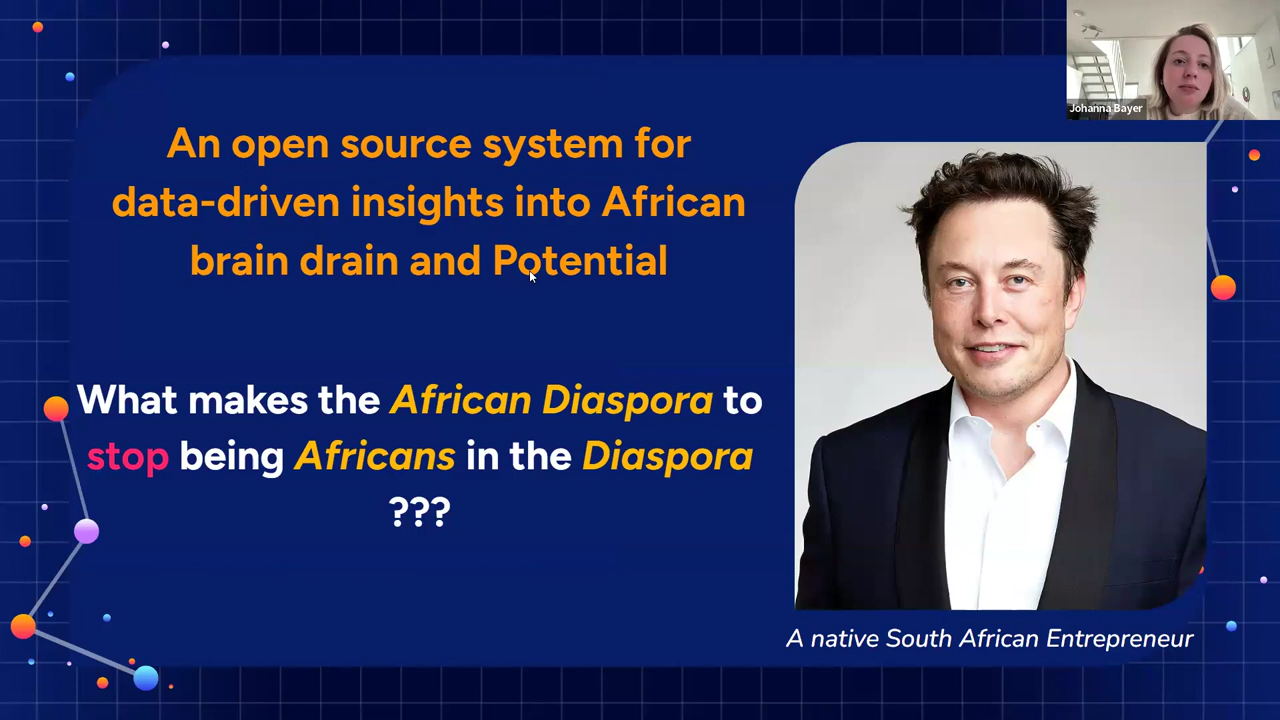 Johanna Bayer
An open source system for
data-driven insights into African
brain drain and Potential
What makes the African Diaspora to
stop being Africans in the Diaspora
???
A native South African Entrepreneur